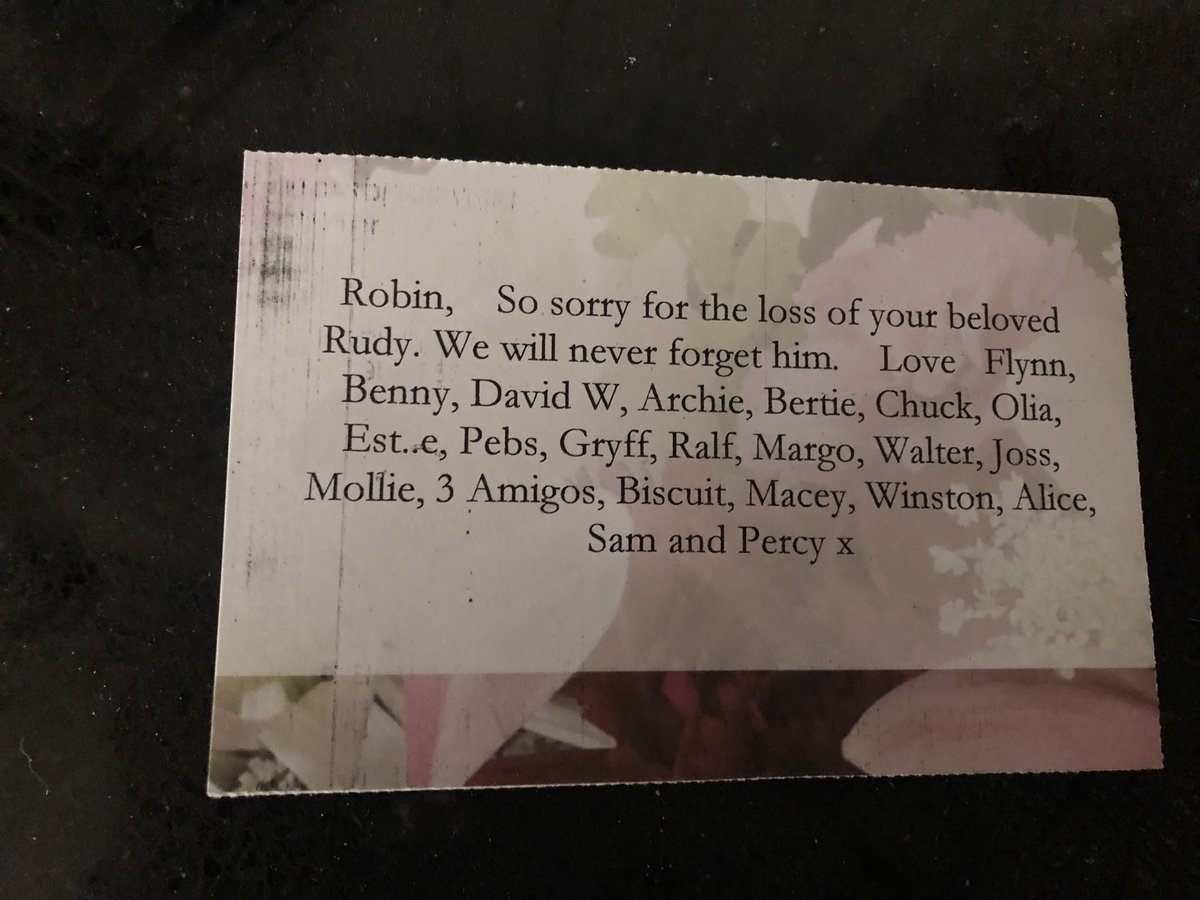 Robin, So sorry for the loss of your beloved
Rudy. We will never forget him. Love Flynn,
Benny, David W, Archie, Bertie, Chuck, Olia,
Est..e, Pebs, Gryff, Ralf, Margo, Walter, Joss,
Mollie, 3 Amigos, Biscuit, Macey, Winston, Alice,
Sam and Percy x